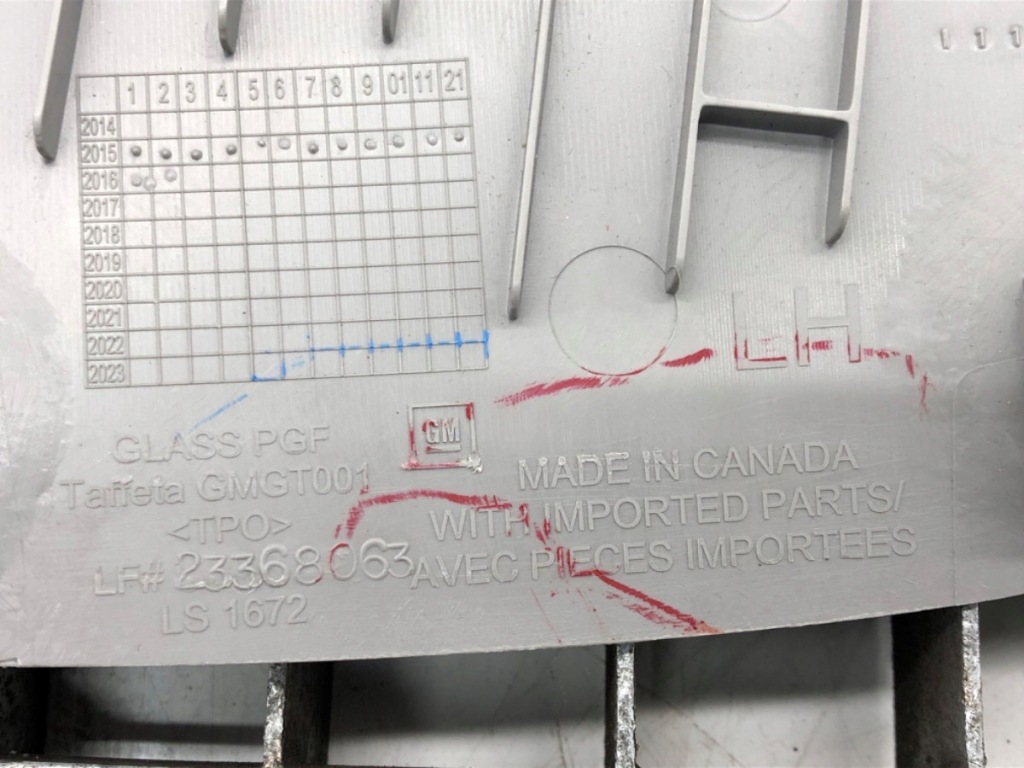 1 2 3 4 5 6 7 8 9 01 11 21
2014
2015
2016
2017
2018
2019
2020
2021
2022
2023
LH
GM
GLASS PGF
Taffeta GMGT001
<TPO>
LF# 23368063
LS 1672
MADE IN CANADA
WITH IMPORTED PARTS/
AVEC PIECES IMPORTEES